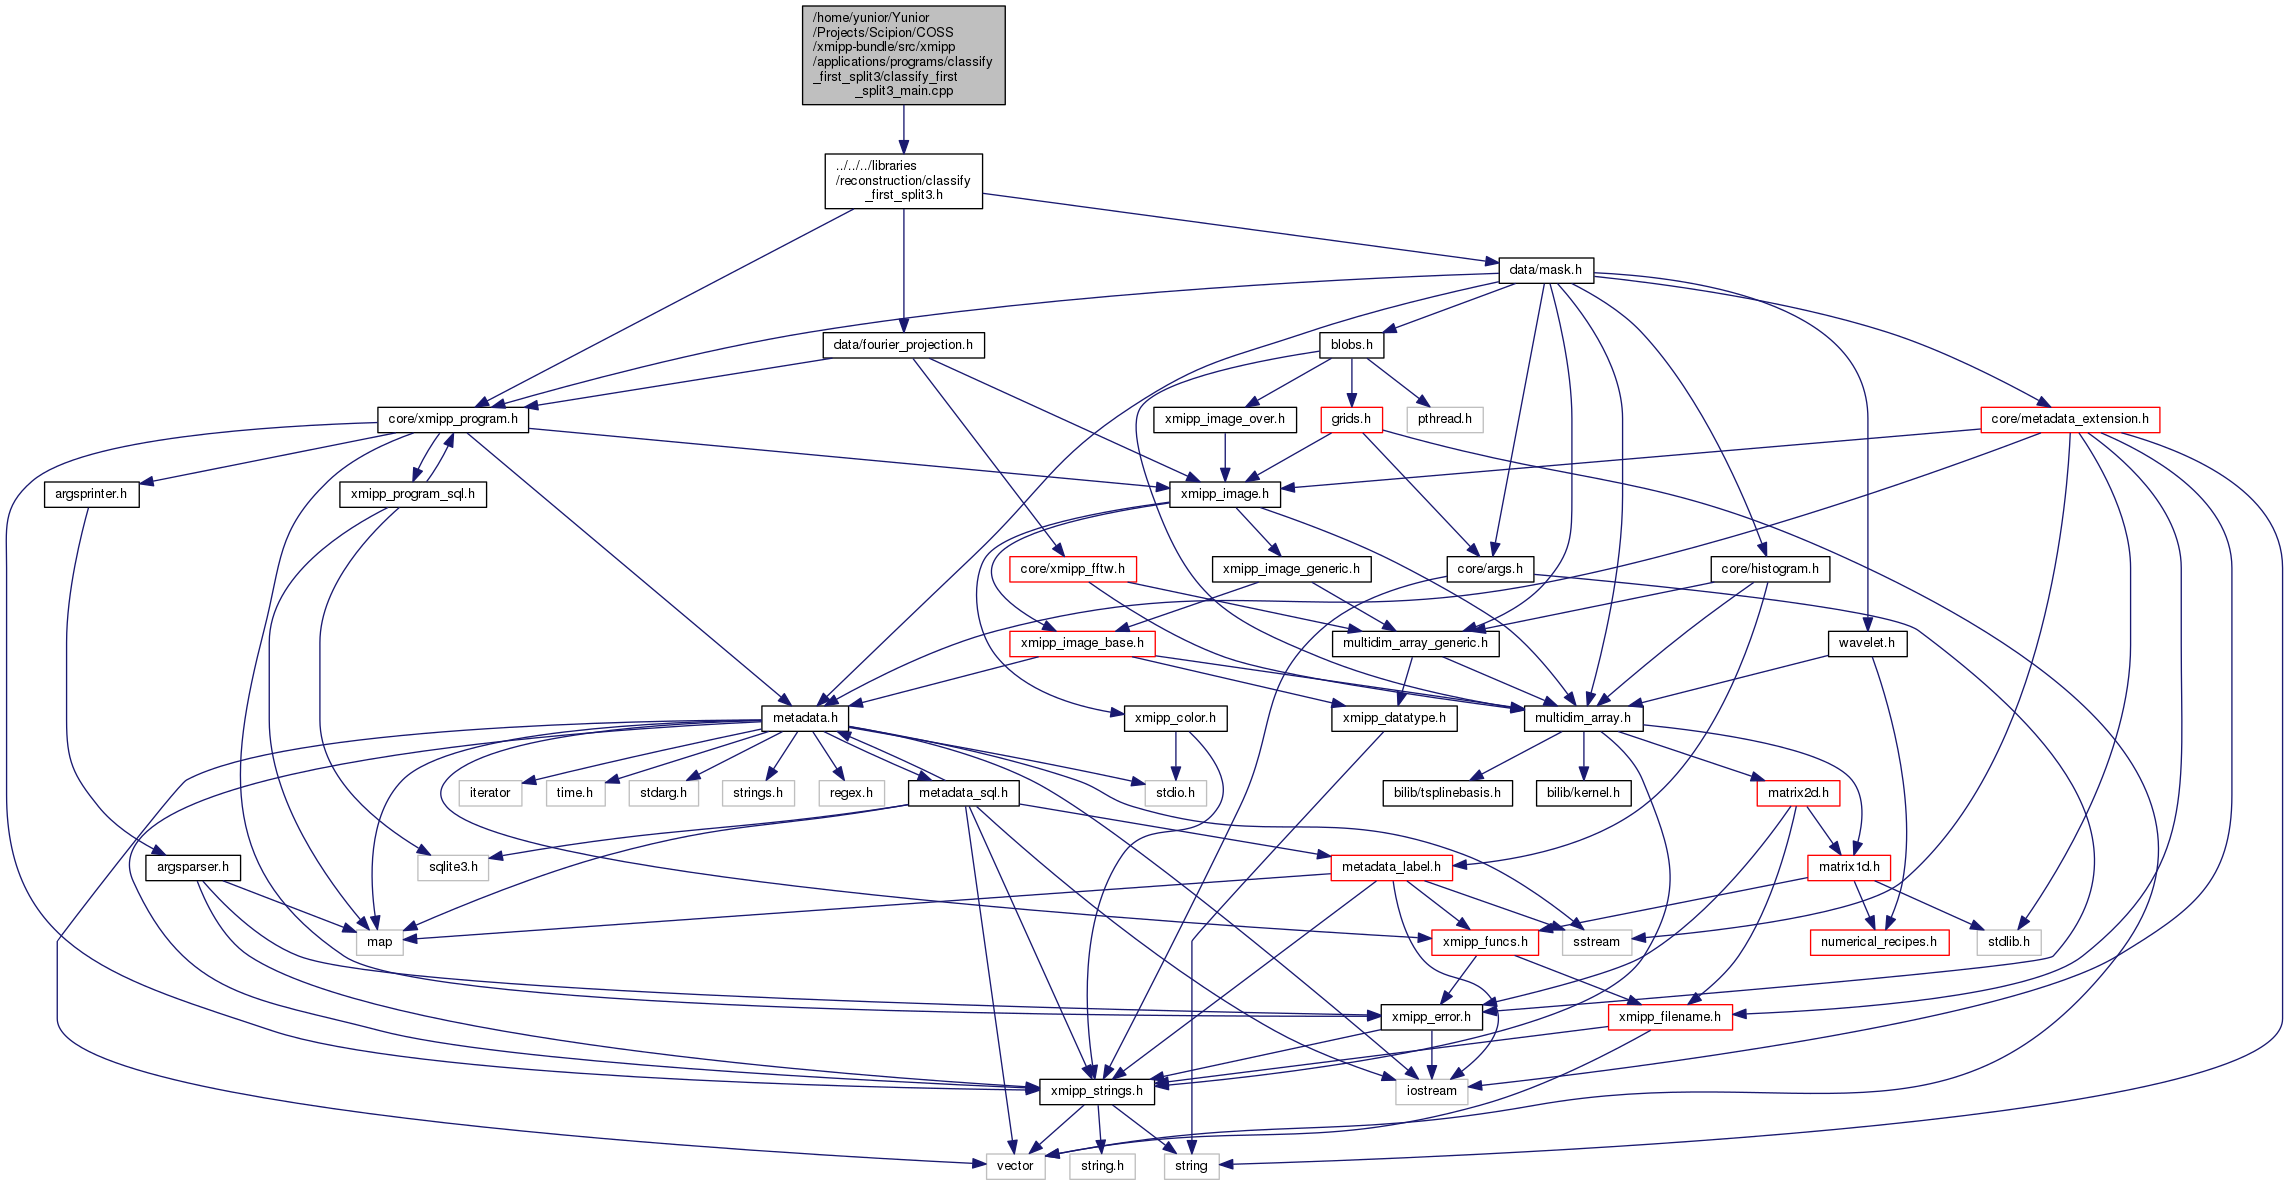 /home/yunior/Yunior
/Projects/Scipion/COSS
/xmipp-bundle/src/xmipp
/applications/programs/classify
_first_split3/classify_first
_split3_main.cpp
../../../libraries
/reconstruction/classify
_first_split3.h
data/mask.h
data/fourier_projection.h
blobs.h
core/xmipp_program.h
xmipp_image_over.h
grids.h
pthread.h
core/metadata_extension.h
argsprinter.h
xmipp_program_sql.h
xmipp_image.h
core/xmipp_fftw.h
xmipp_image_generic.h
core/args.h
core/histogram.h
xmipp_image_base.h
multidim_array_generic.h
wavelet.h
metadata.h
xmipp_color.h
xmipp_datatype.h
multidim_array.h
iterator
time.h
stdarg.h
strings.h
regex.h
metadata_sql.h
stdio.h
bilib/tsplinebasis.h
bilib/kernel.h
matrix2d.h
argsparser.h
sqlite3.h
metadata_label.h
matrix1d.h
map
xmipp_funcs.h
sstream
numerical_recipes.h
stdlib.h
xmipp_error.h
xmipp_filename.h
xmipp_strings.h
iostream
vector
string.h
string